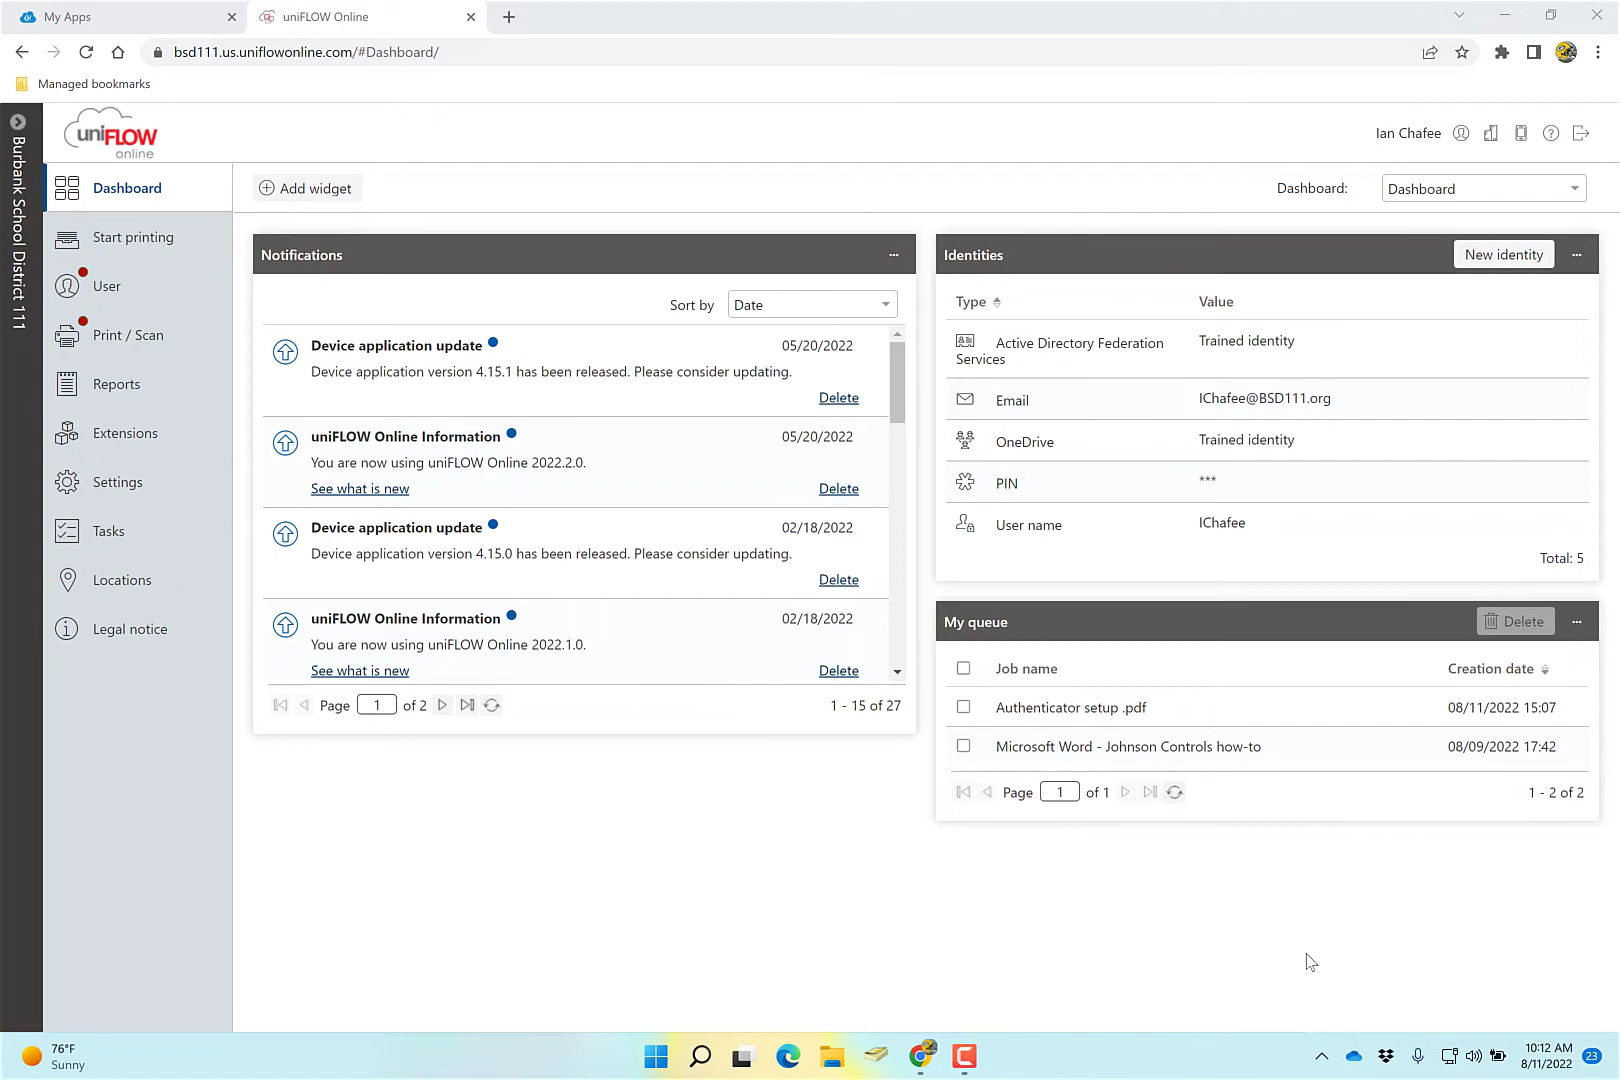 My Apps
uniFLOW Online
bsd111.us.uniflowonline.com/#Dashboard/
Managed bookmarks
Burbank School District 111
uniFLOW
online
Ian Chafee
Dashboard
Start printing
User
Print / Scan
Reports
Extensions
Settings
Tasks
Locations
Legal notice
Add widget
Dashboard: Dashboard
Notifications
Sort by Date
Device application update 05/20/2022
Device application version 4.15.1 has been released. Please consider updating.
Delete
uniFLOW Online Information 05/20/2022
You are now using uniFLOW Online 2022.2.0.
See what is new Delete
Device application update 02/18/2022
Device application version 4.15.0 has been released. Please consider updating.
Delete
uniFLOW Online Information 02/18/2022
You are now using uniFLOW Online 2022.1.0.
See what is new Delete
Page 1 of 2 1 - 15 of 27
Identities New identity
Type Value
Active Directory Federation Services Trained identity
Email IChafee@BSD111.org
OneDrive Trained identity
PIN ***
User name IChafee
Total: 5
My queue Delete
Job name Creation date
Authenticator setup .pdf 08/11/2022 15:07
Microsoft Word - Johnson Controls how-to 08/09/2022 17:42
Page 1 of 1 1 - 2 of 2
76°F
Sunny
10:12 AM
8/11/2022
23